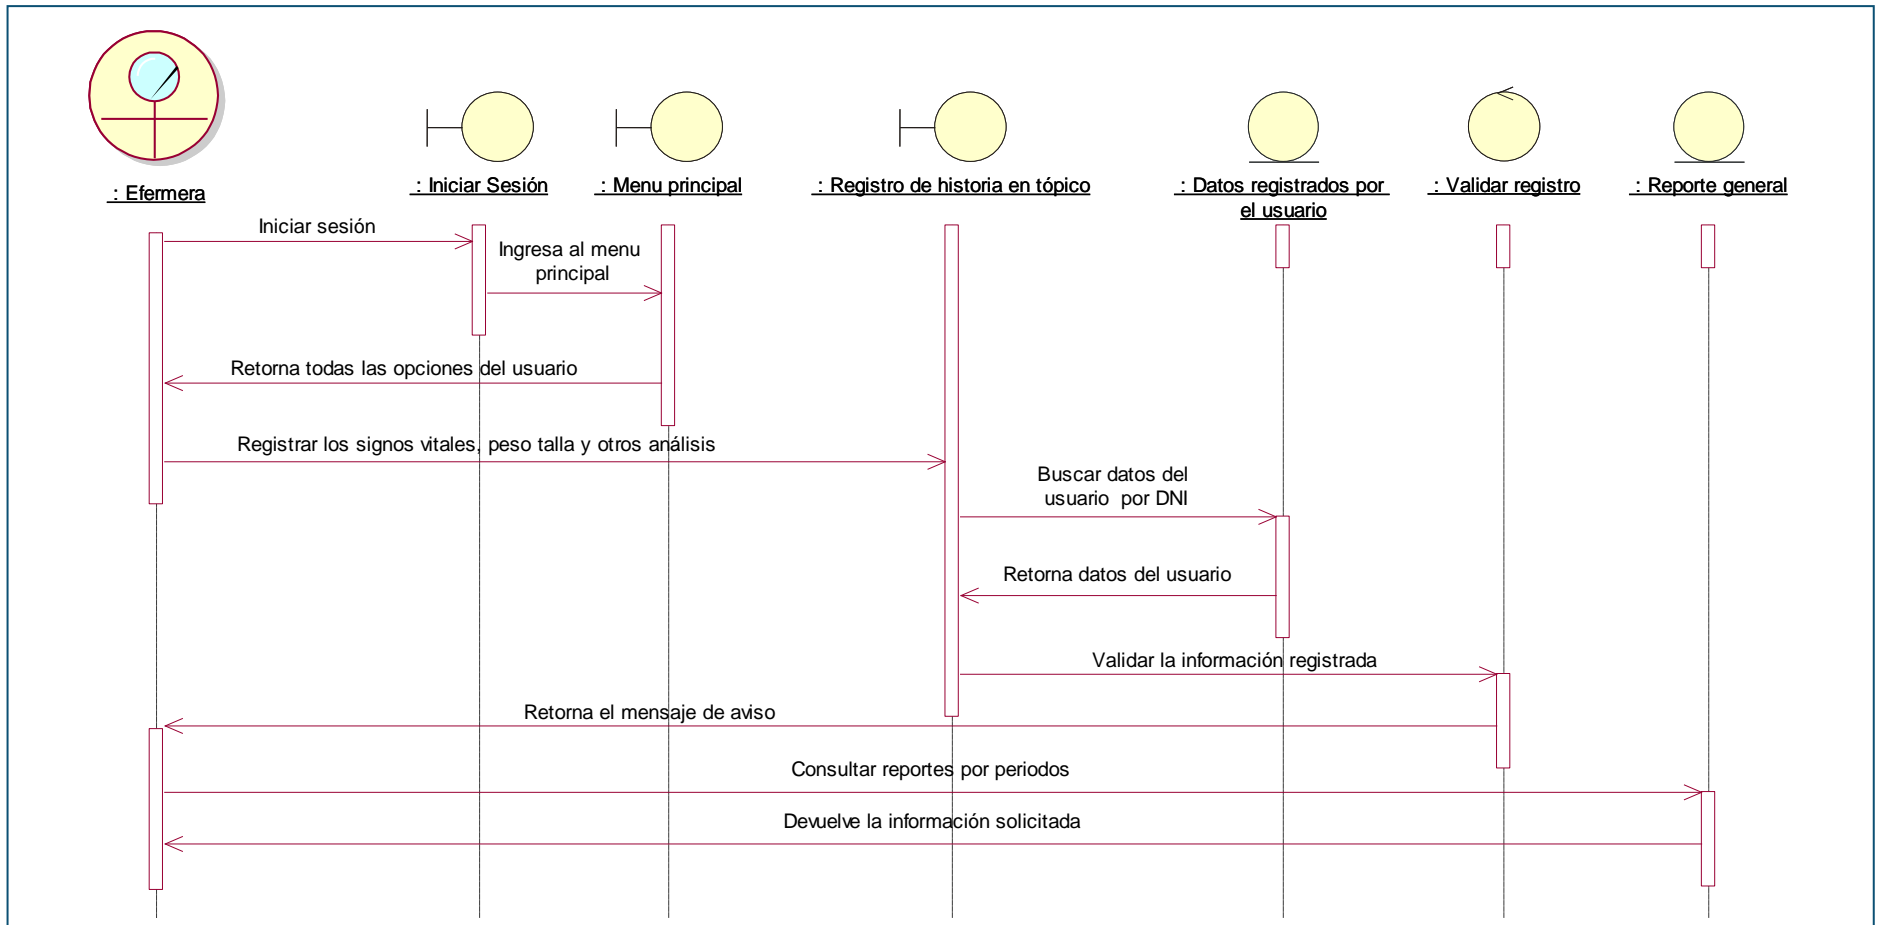 : Efermera
: Iniciar Sesión
: Menu principal
: Registro de historia en tópico
: Datos registrados por
el usuario
: Validar registro
: Reporte general
Iniciar sesión
Ingresa al menu
principal
Retorna todas las opciones del usuario
Registrar los signos vitales, peso talla y otros análisis
Buscar datos del
usuario  por DNI
Retorna datos del usuario
Validar la información registrada
Retorna el mensaje de aviso
Consultar reportes por periodos
Devuelve la información solicitada